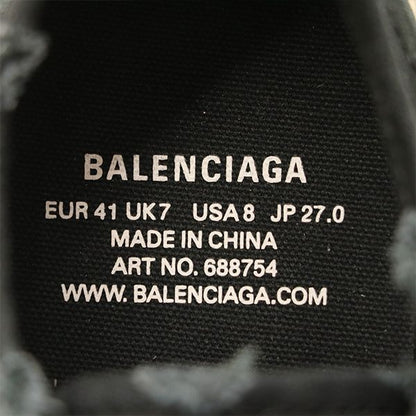 BALENCIAGA
EUR 41 UK7 USA 8 JP 27.0
MADE IN CHINA
ART NO. 688754
WWW. BALENCIAGA.COM